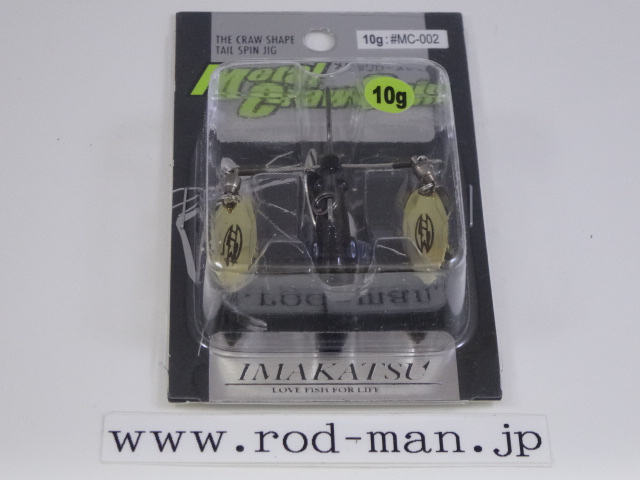 THE CRAW SHAPE
TAIL SPIN JIG
10g:#MC-002
10g
IMAKATSU
LOVE FISH FOR LIFE
www.rod-man.jp